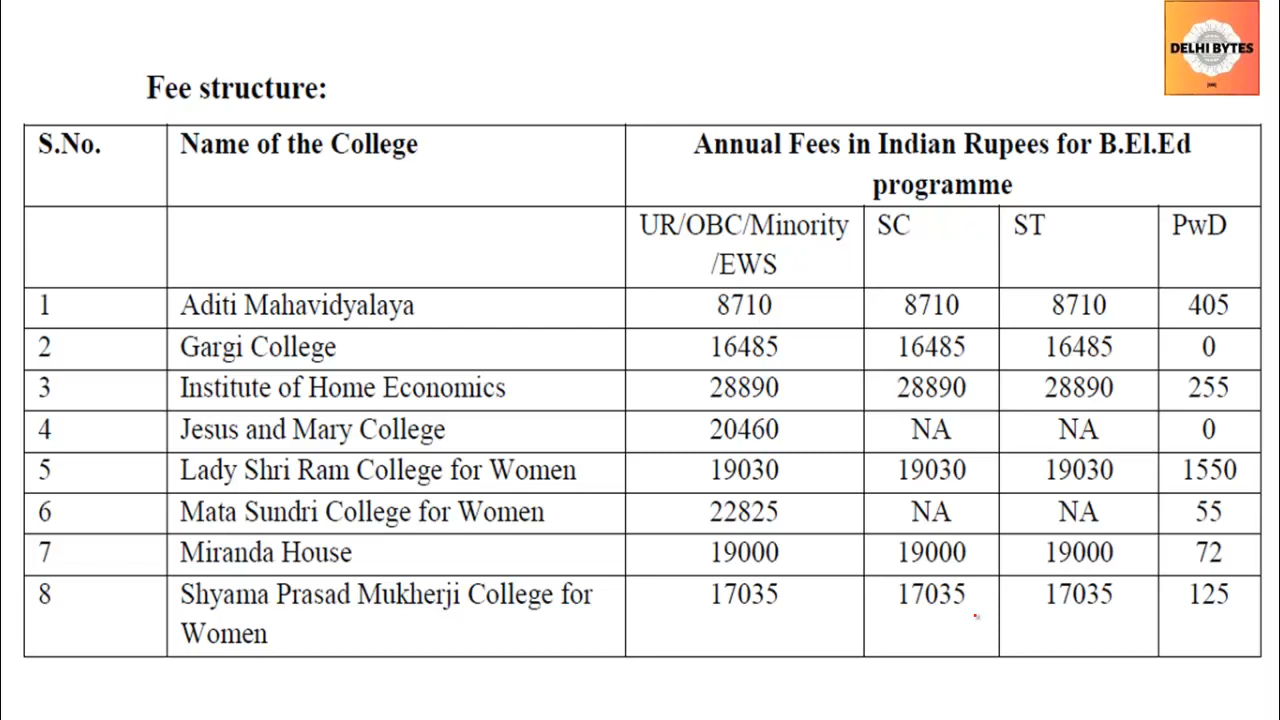 DELHI BYTES
Fee structure:
S.No. Name of the College Annual Fees in Indian Rupees for B.El.Ed
programme
UR/OBC/Minority SC ST PwD
/EWS
1 Aditi Mahavidyalaya 8710 8710 8710 405
2 Gargi College 16485 16485 16485 0
3 Institute of Home Economics 28890 28890 28890 255
4 Jesus and Mary College 20460 NA NA 0
5 Lady Shri Ram College for Women 19030 19030 19030 1550
6 Mata Sundri College for Women 22825 NA NA 55
7 Miranda House 19000 19000 19000 72
8 Shyama Prasad Mukherji College for 17035 17035 17035 125
Women